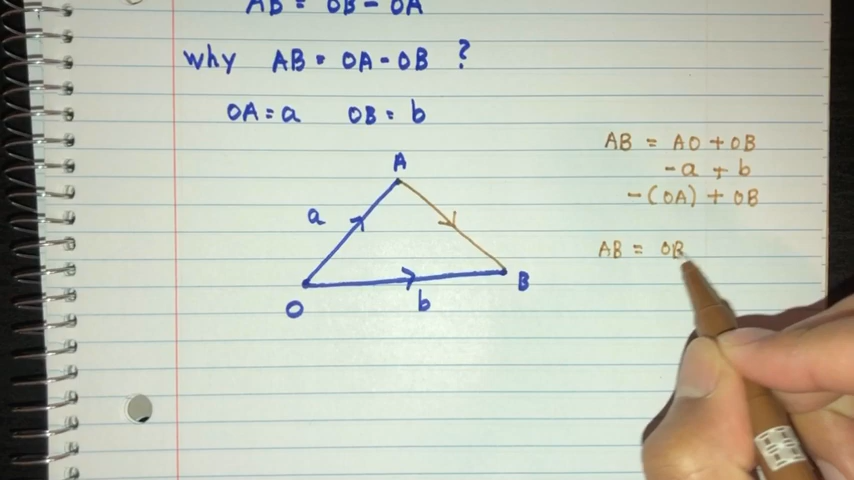 AB = OB - OA
why AB = OA - OB ?
OA = a OB = b
AB = AO + OB
-a + b
-(OA) + OB
AB = OB
A
a
O
b
B